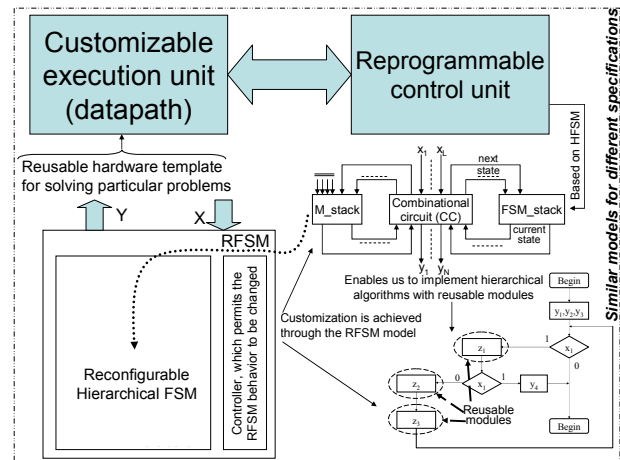 Customizable
execution unit
(datapath)
Reprogrammable
control unit
Similar models for different specifications
Based on HFSM
Reusable hardware template
for solving particular problems
Y
X
RFSM
Reconfigurable
Hierarchical FSM
Controller, which permits the
RFSM behavior to be changed
x1
xL
next
state
M_stack
Combinational
circuit (CC)
FSM_stack
current
state
y1
yN
Enables us to implement hierarchical
algorithms with reusable modules
Customization is achieved
through the RFSM model
Begin
y1,y2,y3
x1
1
0
z1
x1
0
1
z2
y4
z3
Reusable
modules
Begin